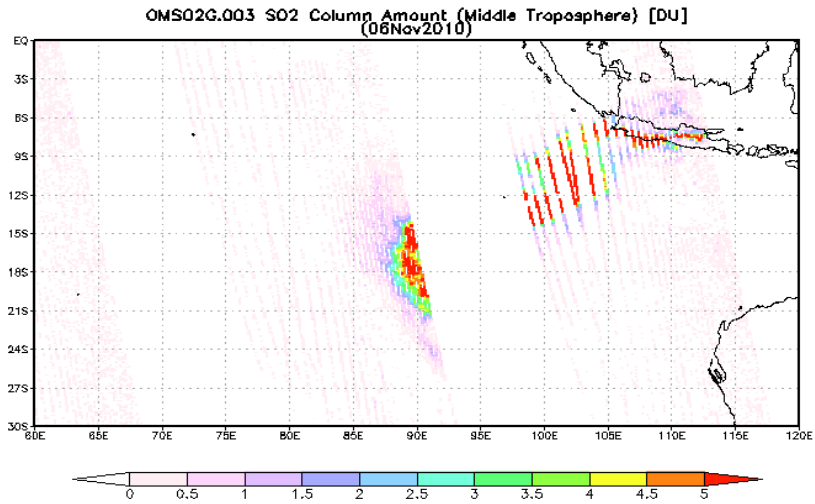 OMSO2G.003 SO2 Column Amount (Middle Troposphere) [DU]
(06Nov2010)
EQ
3S
6S
9S
12S
15S
18S
21S
24S
27S
30S
60E 65E 70E 75E 80E 85E 90E 95E 100E 105E 110E 115E 120E
0 0.5 1 1.5 2 2.5 3 3.5 4 4.5 5